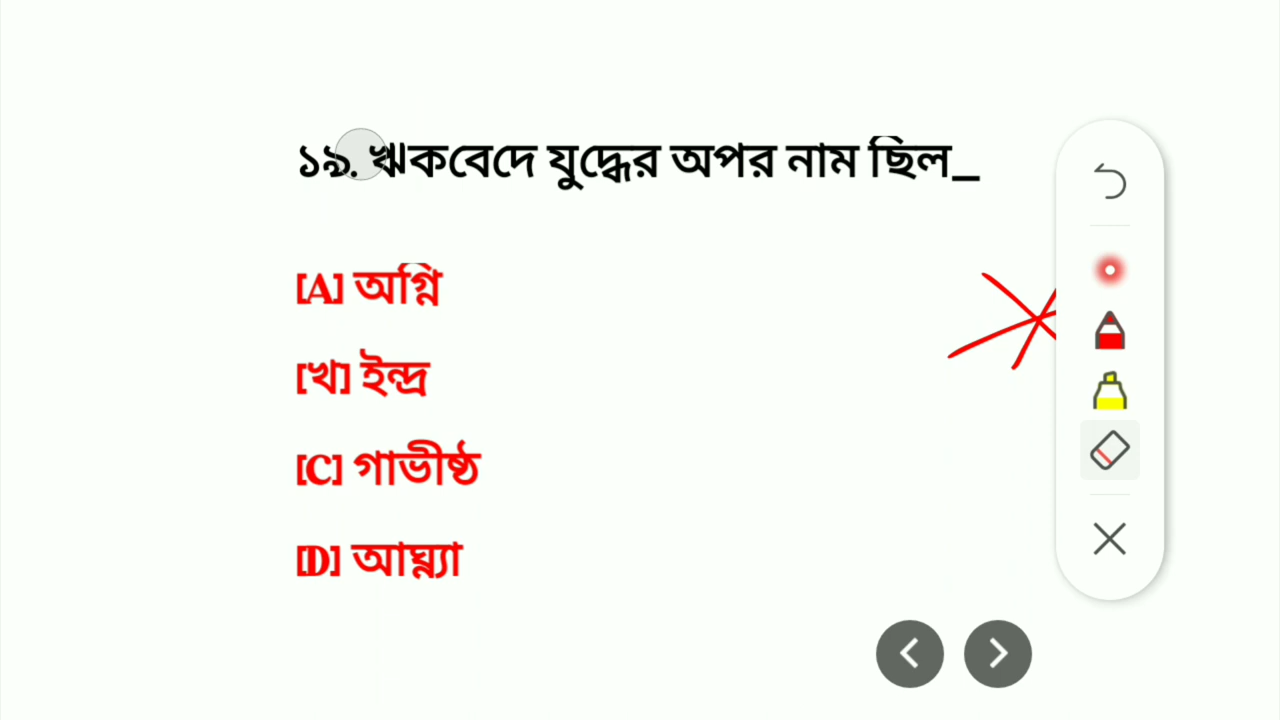 ১৯. ঋকবেদে যুদ্ধের অপর নাম ছিল_
[A] অগ্নি
[খ] ইন্দ্র
[C] গাভীষ্ঠ
[D] আঘ্ন্যা